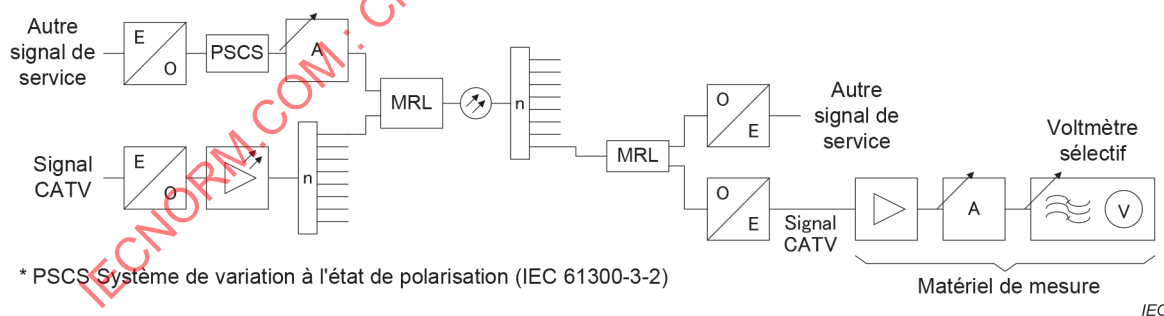 Autre
signal de
service
E
O
PSCS
A
Signal
CATV
E
O
n
MRL
n
MRL
O
E
Autre
signal de
service
O
E
Signal
CATV
A
Voltmètre
sélectif
V
Matériel de mesure
* PSCS Système de variation à l'état de polarisation (IEC 61300-3-2)
IEC
IECNORM.COM : Cl